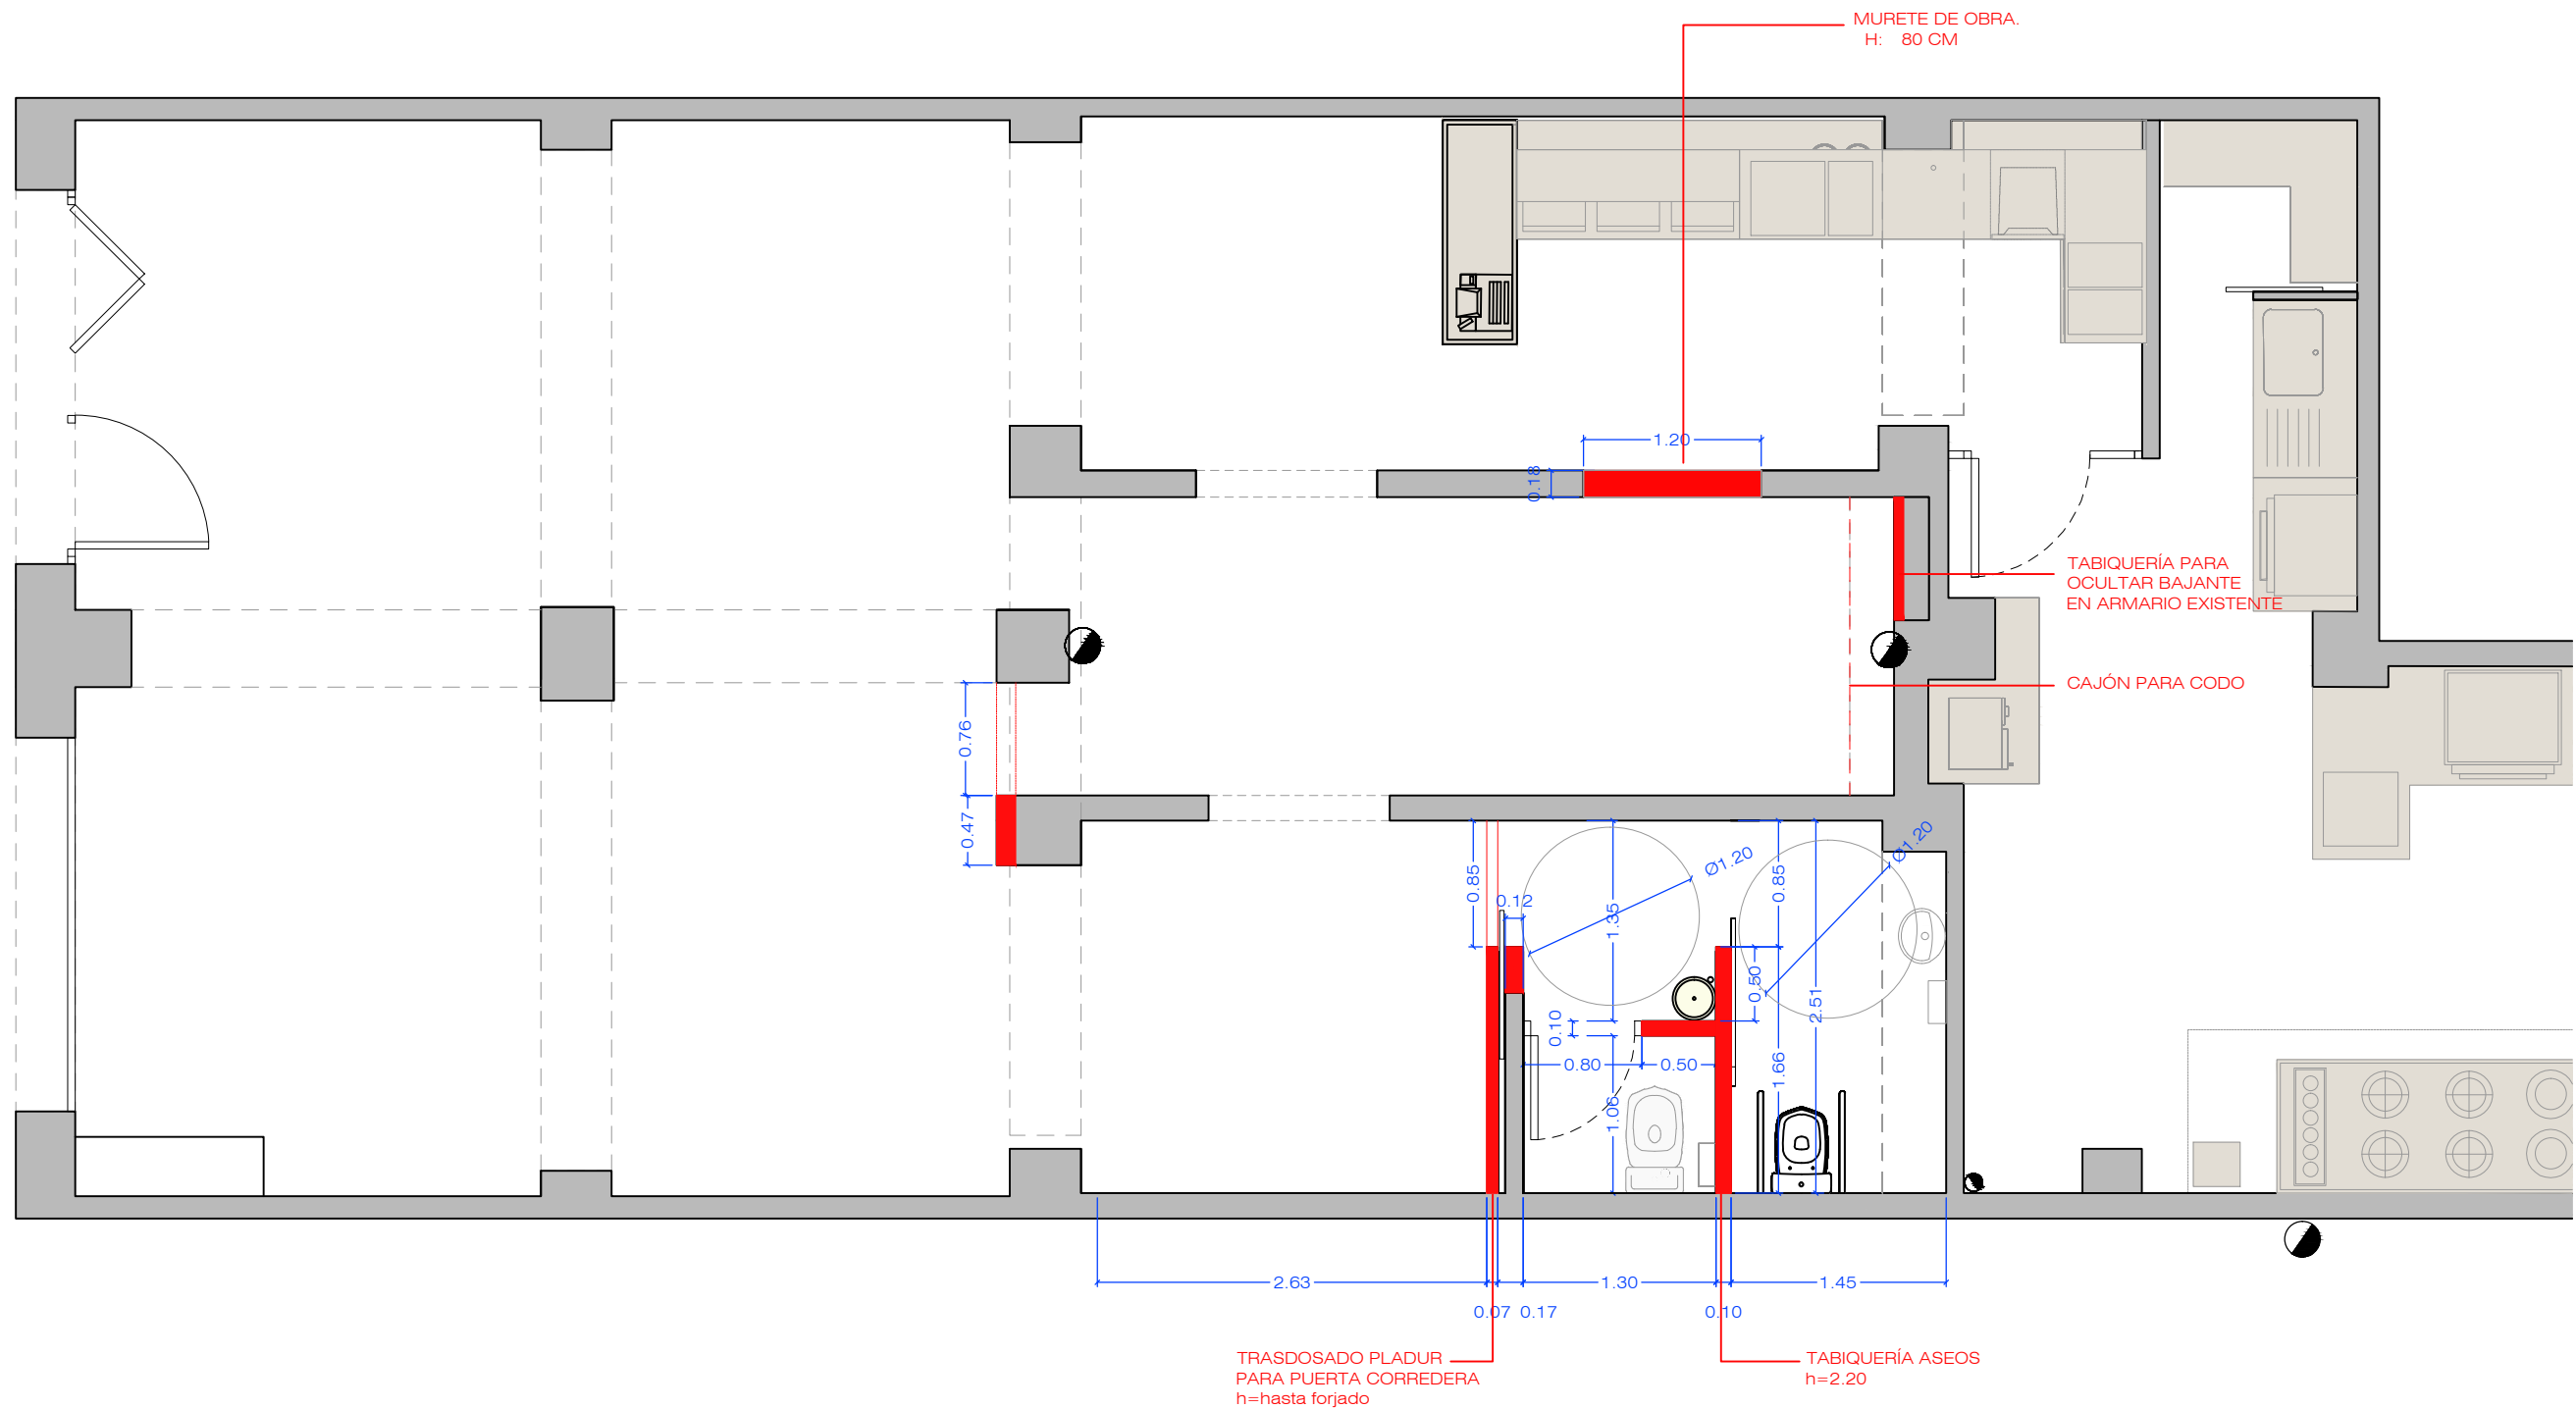 MURETE DE OBRA.
H: 80 CM
1.20
0.18
TABIQUERÍA PARA
OCULTAR BAJANTE
EN ARMARIO EXISTENTE
CAJÓN PARA CODO
0.76
0.47
0.85
0.12
1.35
Ø1.20
0.85
Ø1.20
0.50
2.51
0.10
0.80
0.50
1.66
1.06
2.63
1.30
1.45
0.07
0.17
0.10
TRASDOSADO PLADUR
PARA PUERTA CORREDERA
h=hasta forjado
TABIQUERÍA ASEOS
h=2.20